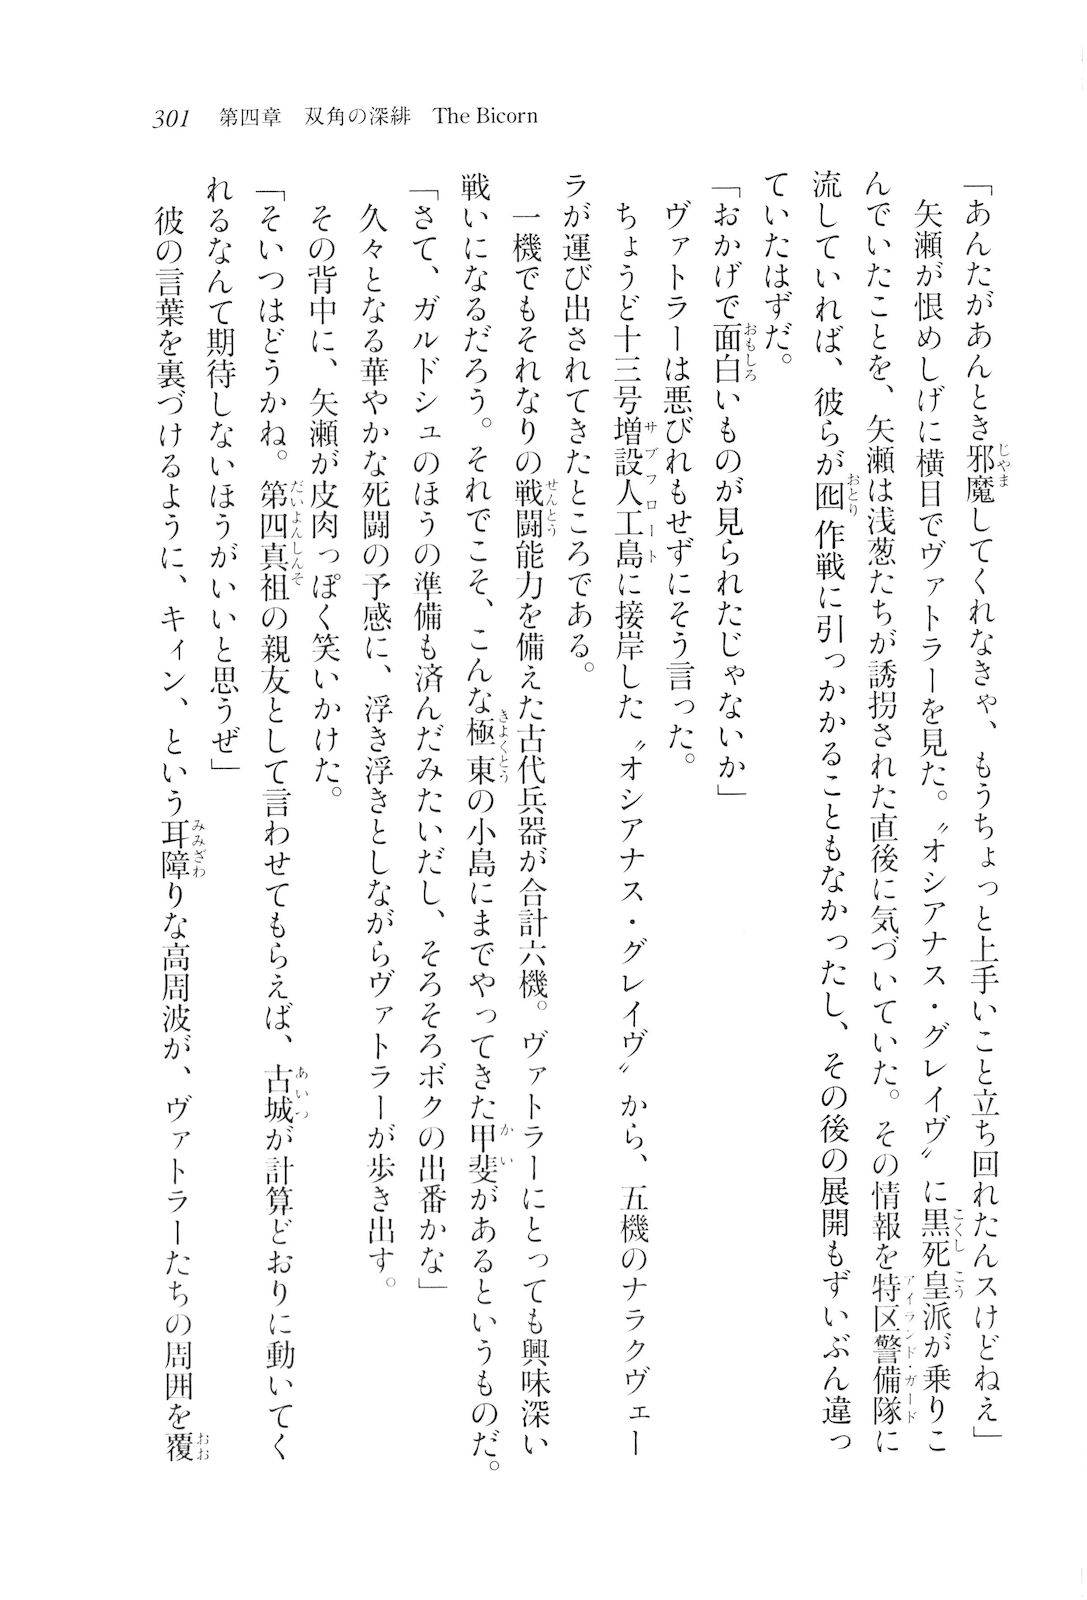 301　第四章　双角の深緋　The Bicorn
「あんたがあんとき邪魔してくれなきゃ、もうちょっと上手いこと立ち回れたんスけどねえ」
　矢瀬が恨めしげに横目でヴァトラーを見た。〝オシアナス・グレイヴ〟に黒死皇派が乗りこ
んでいたことを、矢瀬は浅葱たちが誘拐された直後に気づいていた。その情報を特区警備隊に
流していれば、彼らが囮作戦に引っかかることもなかったし、その後の展開もずいぶん違っ
ていたはずだ。
「おかげで面白いものが見られたじゃないか」
　ヴァトラーは悪びれもせずにそう言った。
　ちょうど十三号増設人工島に接岸した〝オシアナス・グレイヴ〟から、五機のナラクヴェー
ラが運び出されてきたところである。
　一機でもそれなりの戦闘能力を備えた古代兵器が合計六機。ヴァトラーにとっても興味深い
戦いになるだろう。それでこそ、こんな極東の小島にまでやってきた甲斐があるというものだ。
「さて、ガルドシュのほうの準備も済んだみたいだし、そろそろボクの出番かな」
　久々となる華やかな死闘の予感に、浮き浮きとしながらヴァトラーが歩き出す。
　その背中に、矢瀬が皮肉っぽく笑いかけた。
「そいつはどうかね。第四真祖の親友として言わせてもらえば、古城が計算どおりに動いてく
れるなんて期待しないほうがいいと思うぜ」
　彼の言葉を裏づけるように、キィン、という耳障りな高周波が、ヴァトラーたちの周囲を覆